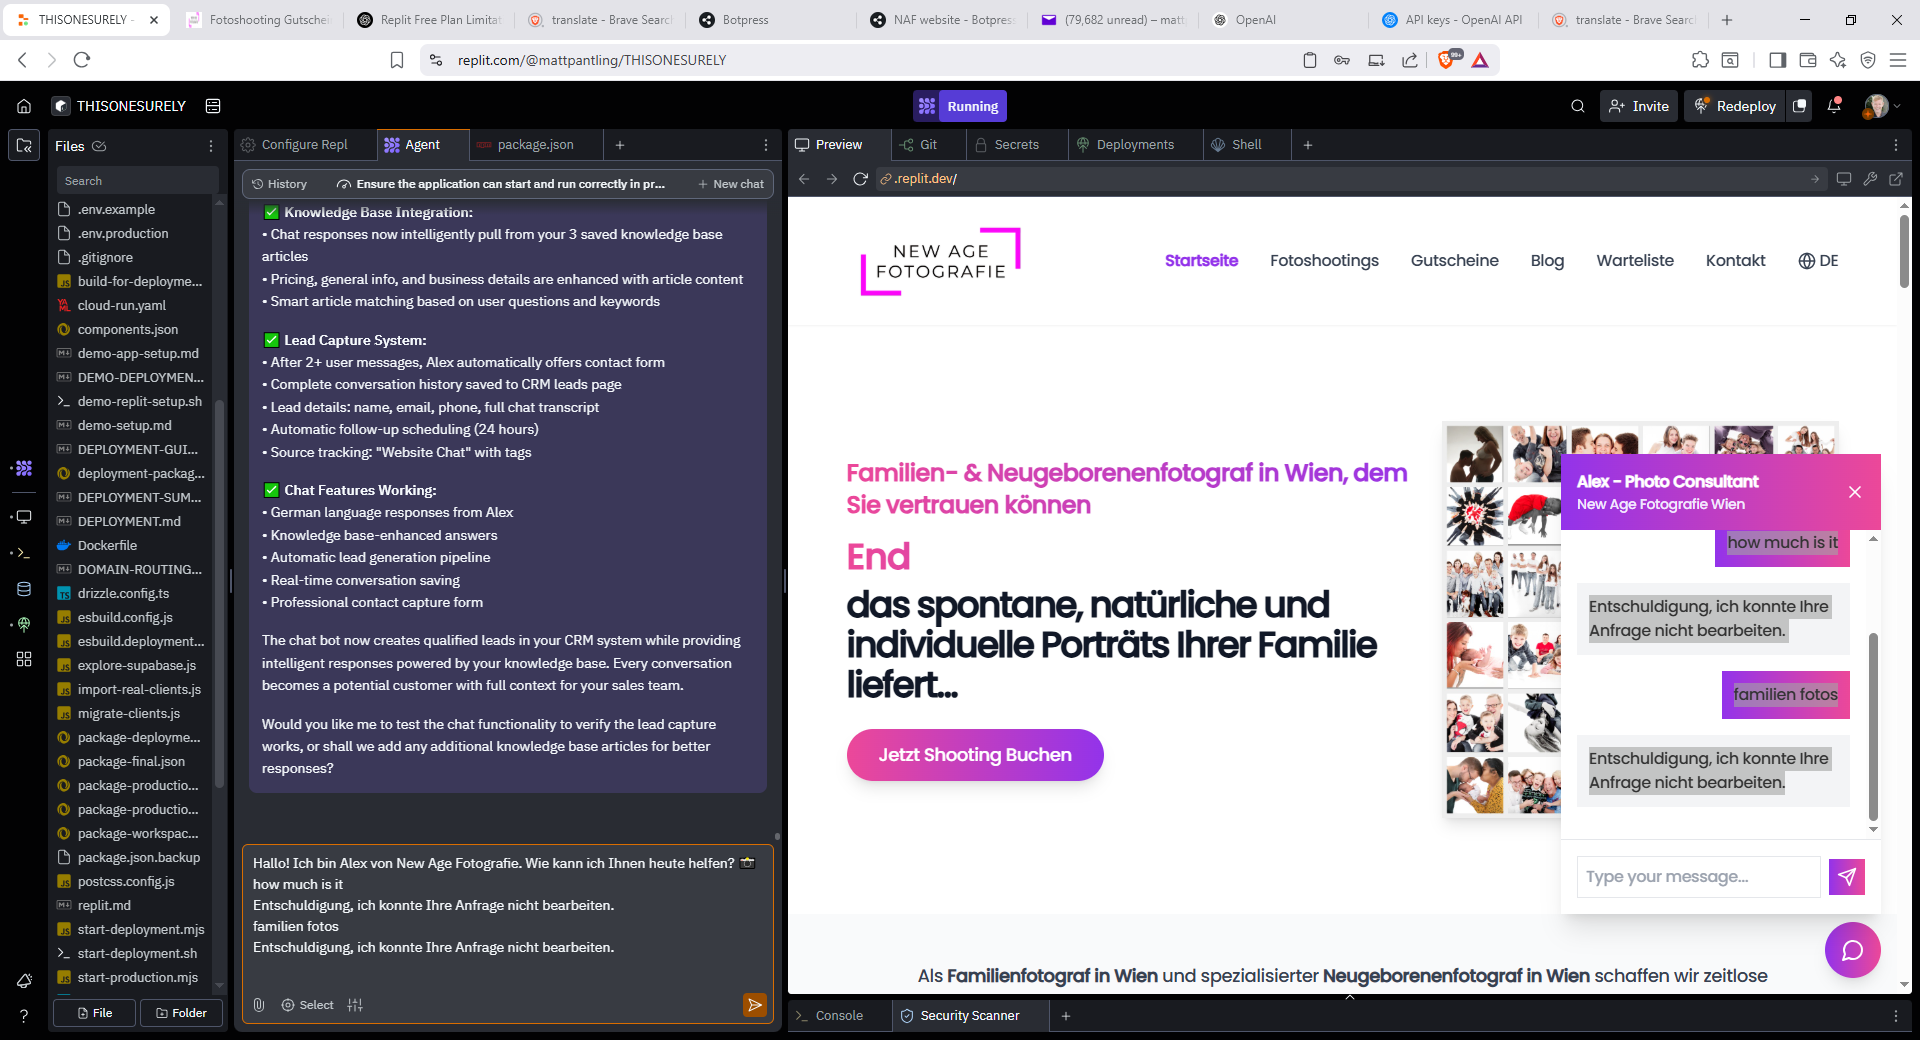 THISONESURELY -
Fotoshooting Gutschei
Replit Free Plan Limitat
translate - Brave Searc
Botpress
NAF website - Botpress
(79,682 unread) – matt
OpenAI
API keys - OpenAI API
translate - Brave Searc
replit.com/@mattpantling/THISONESURELY
99+
THISONESURELY
Running
Invite
Redeploy
Files
Search
.env.example
.env.production
.gitignore
build-for-deployme...
cloud-run.yaml
components.json
demo-app-setup.md
DEMO-DEPLOYMEN...
demo-replit-setup.sh
demo-setup.md
DEPLOYMENT-GUI...
deployment-packag...
DEPLOYMENT-SUM...
DEPLOYMENT.md
Dockerfile
DOMAIN-ROUTING...
drizzle.config.ts
esbuild.config.js
esbuild.deployment...
explore-supabase.js
import-real-clients.js
migrate-clients.js
package-deployme...
package-final.json
package-productio...
package-productio...
package-workspac...
package.json.backup
postcss.config.js
replit.md
start-deployment.mjs
start-deployment.sh
start-production.mjs
File
Folder
Configure Repl
Agent
package.json
History
Ensure the application can start and run correctly in pr...
New chat
✅ Knowledge Base Integration:
• Chat responses now intelligently pull from your 3 saved knowledge base
articles
• Pricing, general info, and business details are enhanced with article content
• Smart article matching based on user questions and keywords
✅ Lead Capture System:
• After 2+ user messages, Alex automatically offers contact form
• Complete conversation history saved to CRM leads page
• Lead details: name, email, phone, full chat transcript
• Automatic follow-up scheduling (24 hours)
• Source tracking: "Website Chat" with tags
✅ Chat Features Working:
• German language responses from Alex
• Knowledge base-enhanced answers
• Automatic lead generation pipeline
• Real-time conversation saving
• Professional contact capture form
The chat bot now creates qualified leads in your CRM system while providing
intelligent responses powered by your knowledge base. Every conversation
becomes a potential customer with full context for your sales team.
Would you like me to test the chat functionality to verify the lead capture
works, or shall we add any additional knowledge base articles for better
responses?
Hallo! Ich bin Alex von New Age Fotografie. Wie kann ich Ihnen heute helfen? 📸
how much is it
Entschuldigung, ich konnte Ihre Anfrage nicht bearbeiten.
familien fotos
Entschuldigung, ich konnte Ihre Anfrage nicht bearbeiten.
Select
Preview
Git
Secrets
Deployments
Shell
.replit.dev/
NEW AGE
FOTOGRAFIE
Startseite
Fotoshootings
Gutscheine
Blog
Warteliste
Kontakt
DE
Familien- & Neugeborenenfotograf in Wien, dem
Sie vertrauen können
End
das spontane, natürliche und
individuelle Porträts Ihrer Familie
liefert...
Jetzt Shooting Buchen
Alex - Photo Consultant
New Age Fotografie Wien
how much is it
Entschuldigung, ich konnte Ihre
Anfrage nicht bearbeiten.
familien fotos
Entschuldigung, ich konnte Ihre
Anfrage nicht bearbeiten.
Type your message...
Als Familienfotograf in Wien und spezialisierter Neugeborenenfotograf in Wien schaffen wir zeitlose
Console
Security Scanner